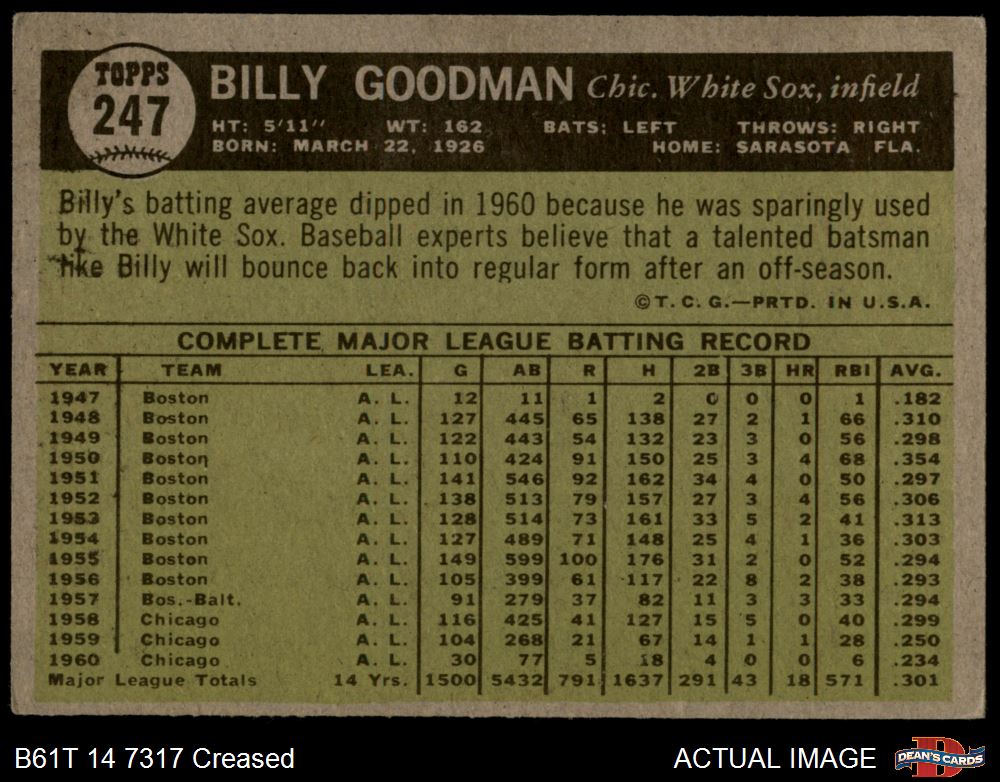 TOPPS
247
BILLY GOODMAN Chic. White Sox, infield
HT: 5'11" WT: 162 BATS: LEFT THROWS: RIGHT
BORN: MARCH 22, 1926 HOME: SARASOTA FLA.
Billy's batting average dipped in 1960 because he was sparingly used
by the White Sox. Baseball experts believe that a talented batsman
like Billy will bounce back into regular form after an off-season.
©T. C. G.—PRTD. IN U.S.A.
COMPLETE MAJOR LEAGUE BATTING RECORD
YEAR TEAM LEA. G AB R H 2B 3B HR RBI AVG.
1947 Boston A. L. 12 11 1 2 0 0 0 1 .182
1948 Boston A. L. 127 445 65 138 27 2 1 66 .310
1949 Boston A. L. 122 443 54 132 23 3 0 56 .298
1950 Boston A. L. 110 424 91 150 25 3 4 68 .354
1951 Boston A. L. 141 546 92 162 34 4 0 50 .297
1952 Boston A. L. 138 513 79 157 27 3 4 56 .306
1953 Boston A. L. 128 514 73 161 33 5 2 41 .313
1954 Boston A. L. 127 489 71 148 25 4 1 36 .303
1955 Boston A. L. 149 599 100 176 31 2 0 52 .294
1956 Boston A. L. 105 399 61 117 22 8 2 38 .293
1957 Bos.-Balt. A. L. 91 279 37 82 11 3 3 33 .294
1958 Chicago A. L. 116 425 41 127 15 5 0 40 .299
1959 Chicago A. L. 104 268 21 67 14 1 1 28 .250
1960 Chicago A. L. 30 77 5 18 4 0 0 6 .234
Major League Totals 14 Yrs. 1500 5432 791 1637 291 43 18 571 .301
B61T 14 7317 Creased ACTUAL IMAGE
DEAN'S CARDS